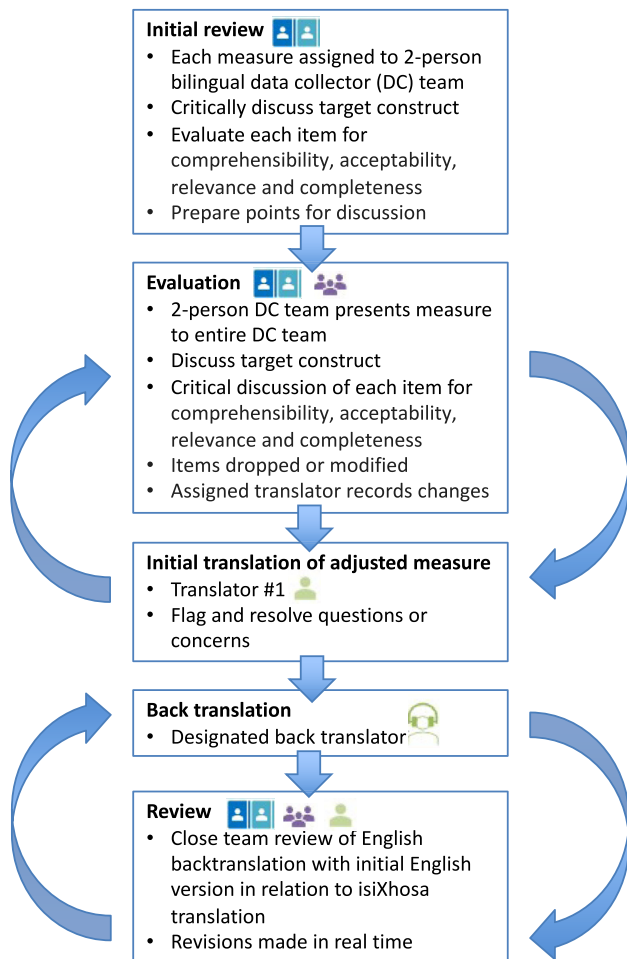 Initial review
• Each measure assigned to 2-person
bilingual data collector (DC) team
• Critically discuss target construct
• Evaluate each item for
comprehensibility, acceptability,
relevance and completeness
• Prepare points for discussion
Evaluation
• 2-person DC team presents measure
to entire DC team
• Discuss target construct
• Critical discussion of each item for
comprehensibility, acceptability,
relevance and completeness
• Items dropped or modified
• Assigned translator records changes
Initial translation of adjusted measure
• Translator #1
• Flag and resolve questions or
concerns
Back translation
• Designated back translator
Review
• Close team review of English
backtranslation with initial English
version in relation to isiXhosa
translation
• Revisions made in real time